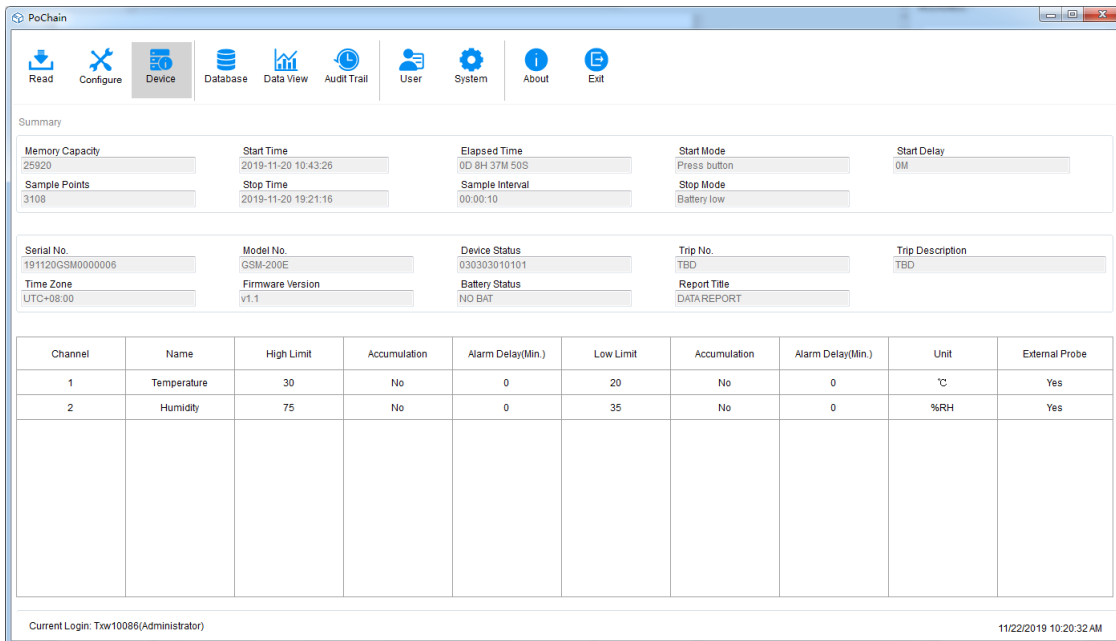 PoChain
Read Configure Device Database Data View Audit Trail User System About Exit
Summary
Memory Capacity Start Time Elapsed Time Start Mode Start Delay
25920 2019-11-20 10:43:26 0D 8H 37M 50S Press button 0M
Sample Points Stop Time Sample Interval Stop Mode
3108 2019-11-20 19:21:16 00:00:10 Battery low
Serial No. Model No. Device Status Trip No. Trip Description
191120GSM0000006 GSM-200E 030303010101 TBD TBD
Time Zone Firmware Version Battery Status Report Title
UTC+08:00 v1.1 NO BAT DATA REPORT
Channel Name High Limit Accumulation Alarm Delay(Min.) Low Limit Accumulation Alarm Delay(Min.) Unit External Probe
1 Temperature 30 No 0 20 No 0 ℃ Yes
2 Humidity 75 No 0 35 No 0 %RH Yes
Current Login: Txw10086(Administrator) 11/22/2019 10:20:32 AM